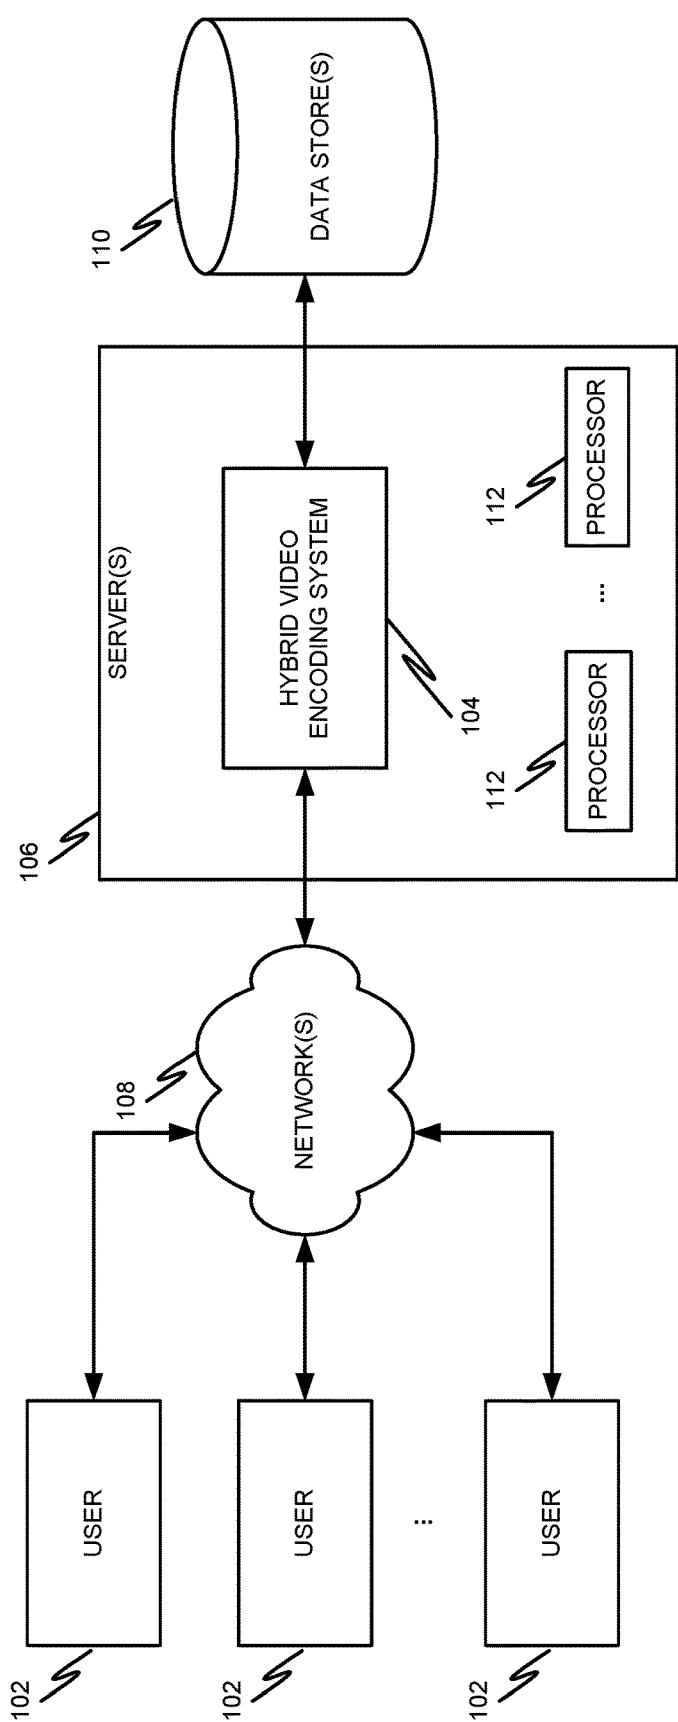 102
USER
102
USER
...
102
USER
108
NETWORK(S)
106
SERVER(S)
HYBRID VIDEO
ENCODING SYSTEM
104
112
PROCESSOR
...
112
PROCESSOR
110
DATA STORE(S)